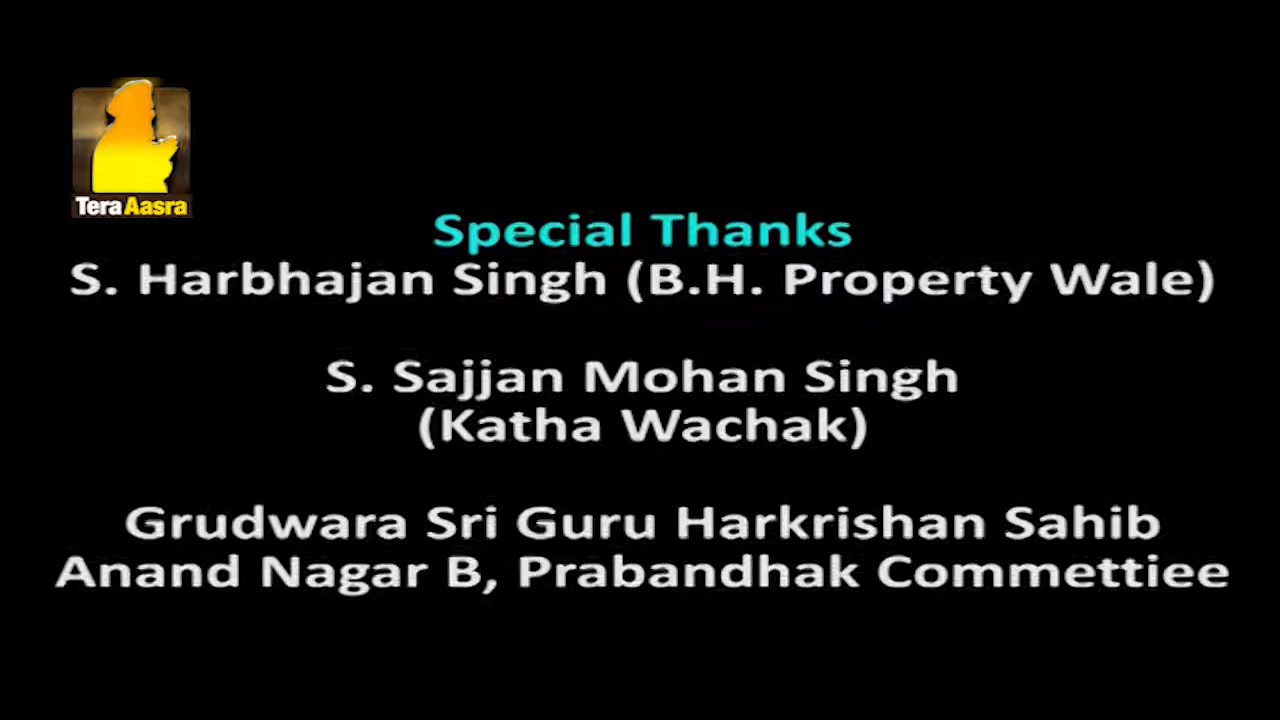 Tera Aasra
Special Thanks
S. Harbhajan Singh (B.H. Property Wale)
S. Sajjan Mohan Singh
(Katha Wachak)
Grudwara Sri Guru Harkrishan Sahib
Anand Nagar B, Prabandhak Commettiee